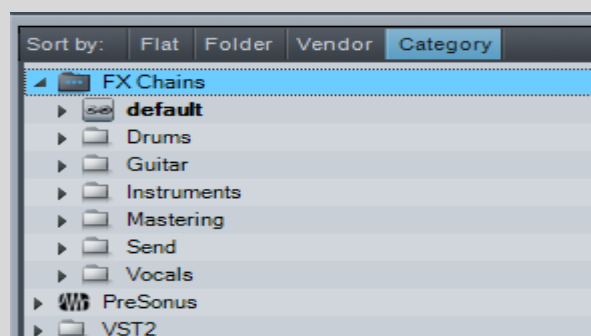 Sort by: Flat Folder Vendor Category
FX Chains
default
Drums
Guitar
Instruments
Mastering
Send
Vocals
PreSonus
VST2